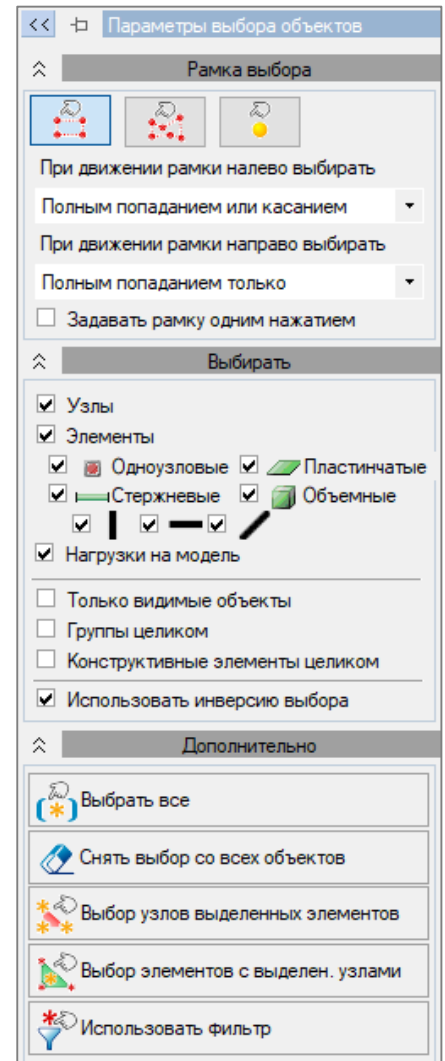 << Параметры выбора объектов
Рамка выбора
При движении рамки налево выбирать
Полным попаданием или касанием
При движении рамки направо выбирать
Полным попаданием только
Задавать рамку одним нажатием
Выбирать
Узлы
Элементы
Одноузловые Пластинчатые
Стержневые Объемные
Нагрузки на модель
Только видимые объекты
Группы целиком
Конструктивные элементы целиком
Использовать инверсию выбора
Дополнительно
Выбрать все
Снять выбор со всех объектов
Выбор узлов выделенных элементов
Выбор элементов с выделен. узлами
Использовать фильтр